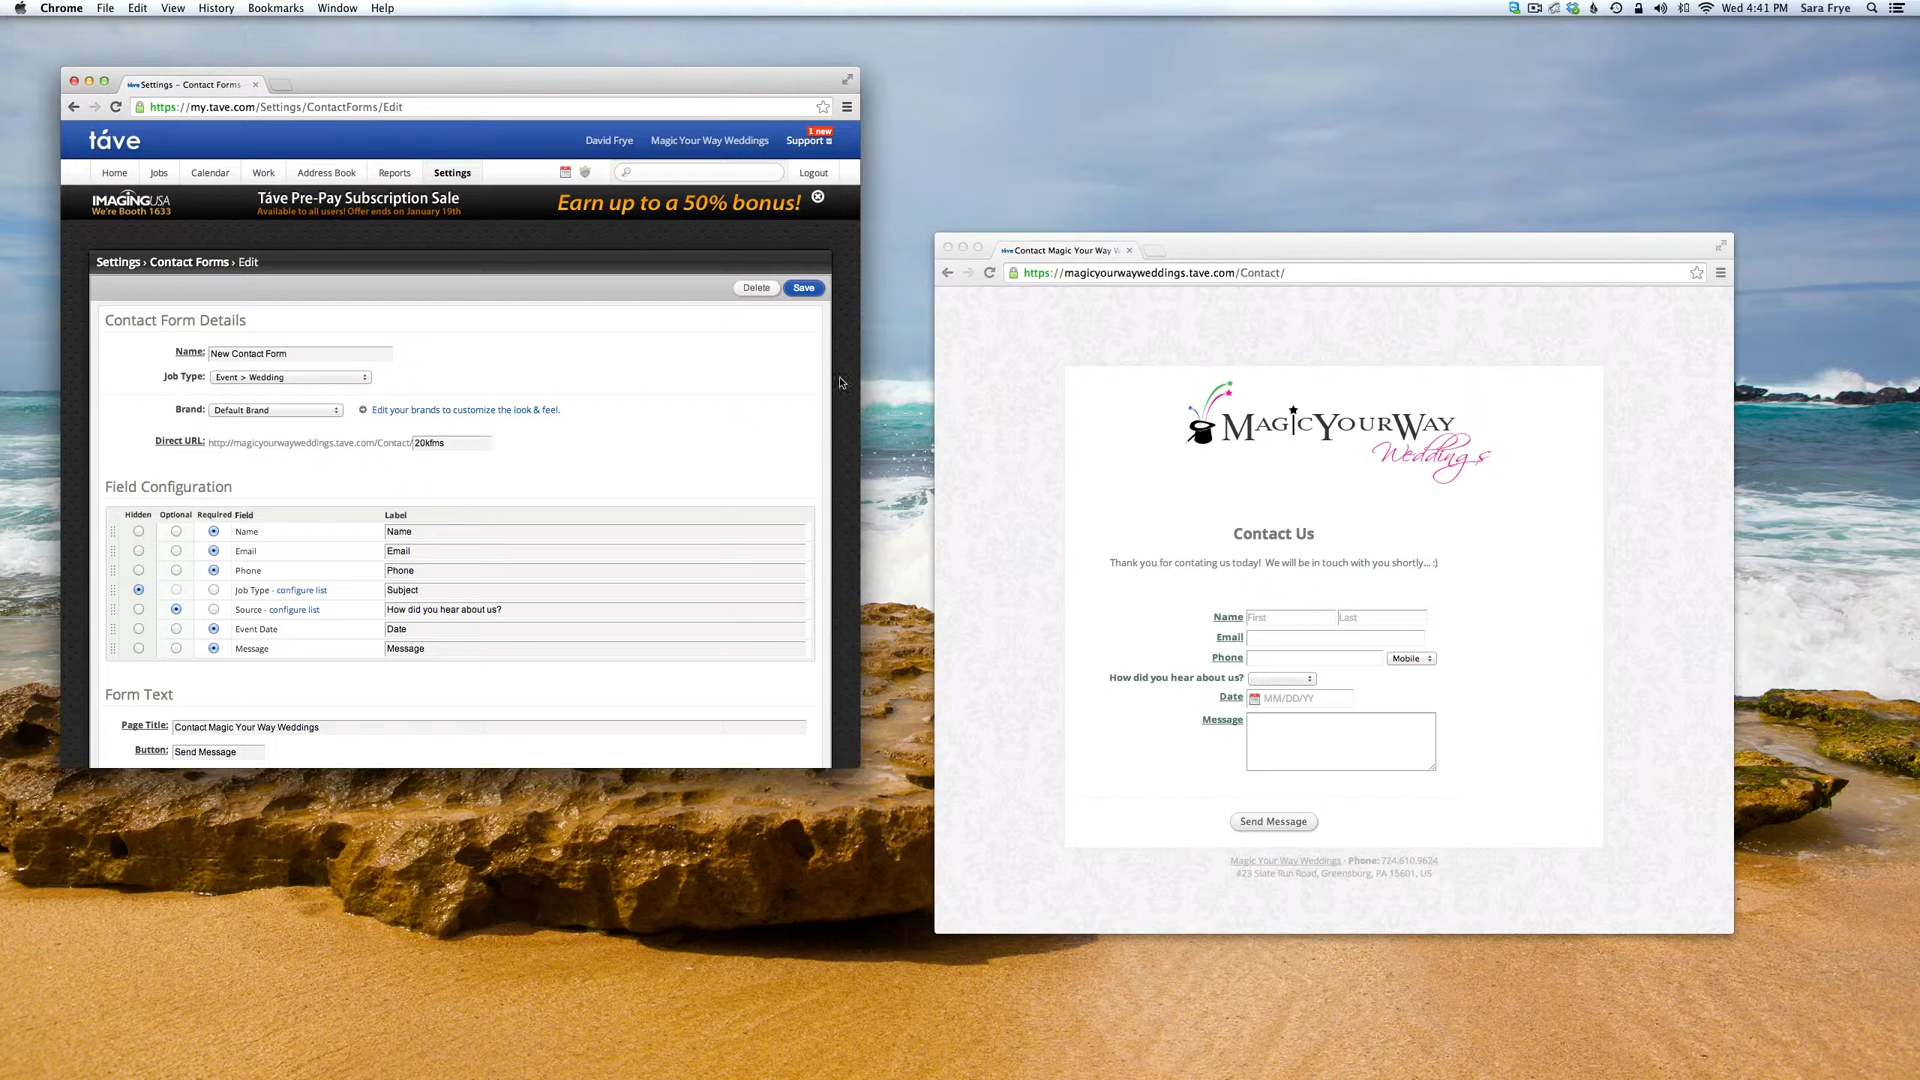 Chrome File Edit View History Bookmarks Window Help
Wed 4:41 PM Sara Frye
Settings – Contact Forms
https://my.tave.com/Settings/ContactForms/Edit
táve
David Frye Magic Your Way Weddings 1 new Support
Home Jobs Calendar Work Address Book Reports Settings Logout
IMAGINGUSA
We're Booth 1633
Táve Pre-Pay Subscription Sale
Available to all users! Offer ends on January 19th
Earn up to a 50% bonus!
Settings › Contact Forms › Edit
Delete Save
Contact Form Details
Name: New Contact Form
Job Type: Event > Wedding
Brand: Default Brand Edit your brands to customize the look & feel.
Direct URL: http://magicyourwayweddings.tave.com/Contact/ 20kfms
Field Configuration
Hidden Optional Required Field Label
Name Name
Email Email
Phone Phone
Job Type - configure list Subject
Source - configure list How did you hear about us?
Event Date Date
Message Message
Form Text
Page Title: Contact Magic Your Way Weddings
Button: Send Message
táve Contact Magic Your Way W
https://magicyourwayweddings.tave.com/Contact/
MagicYourWay
Weddings
Contact Us
Thank you for contating us today! We will be in touch with you shortly... :)
Name First Last
Email
Phone Mobile
How did you hear about us?
Date MM/DD/YY
Message
Send Message
Magic Your Way Weddings · Phone: 724.610.9624
423 Slate Run Road, Greensburg, PA 15601, US